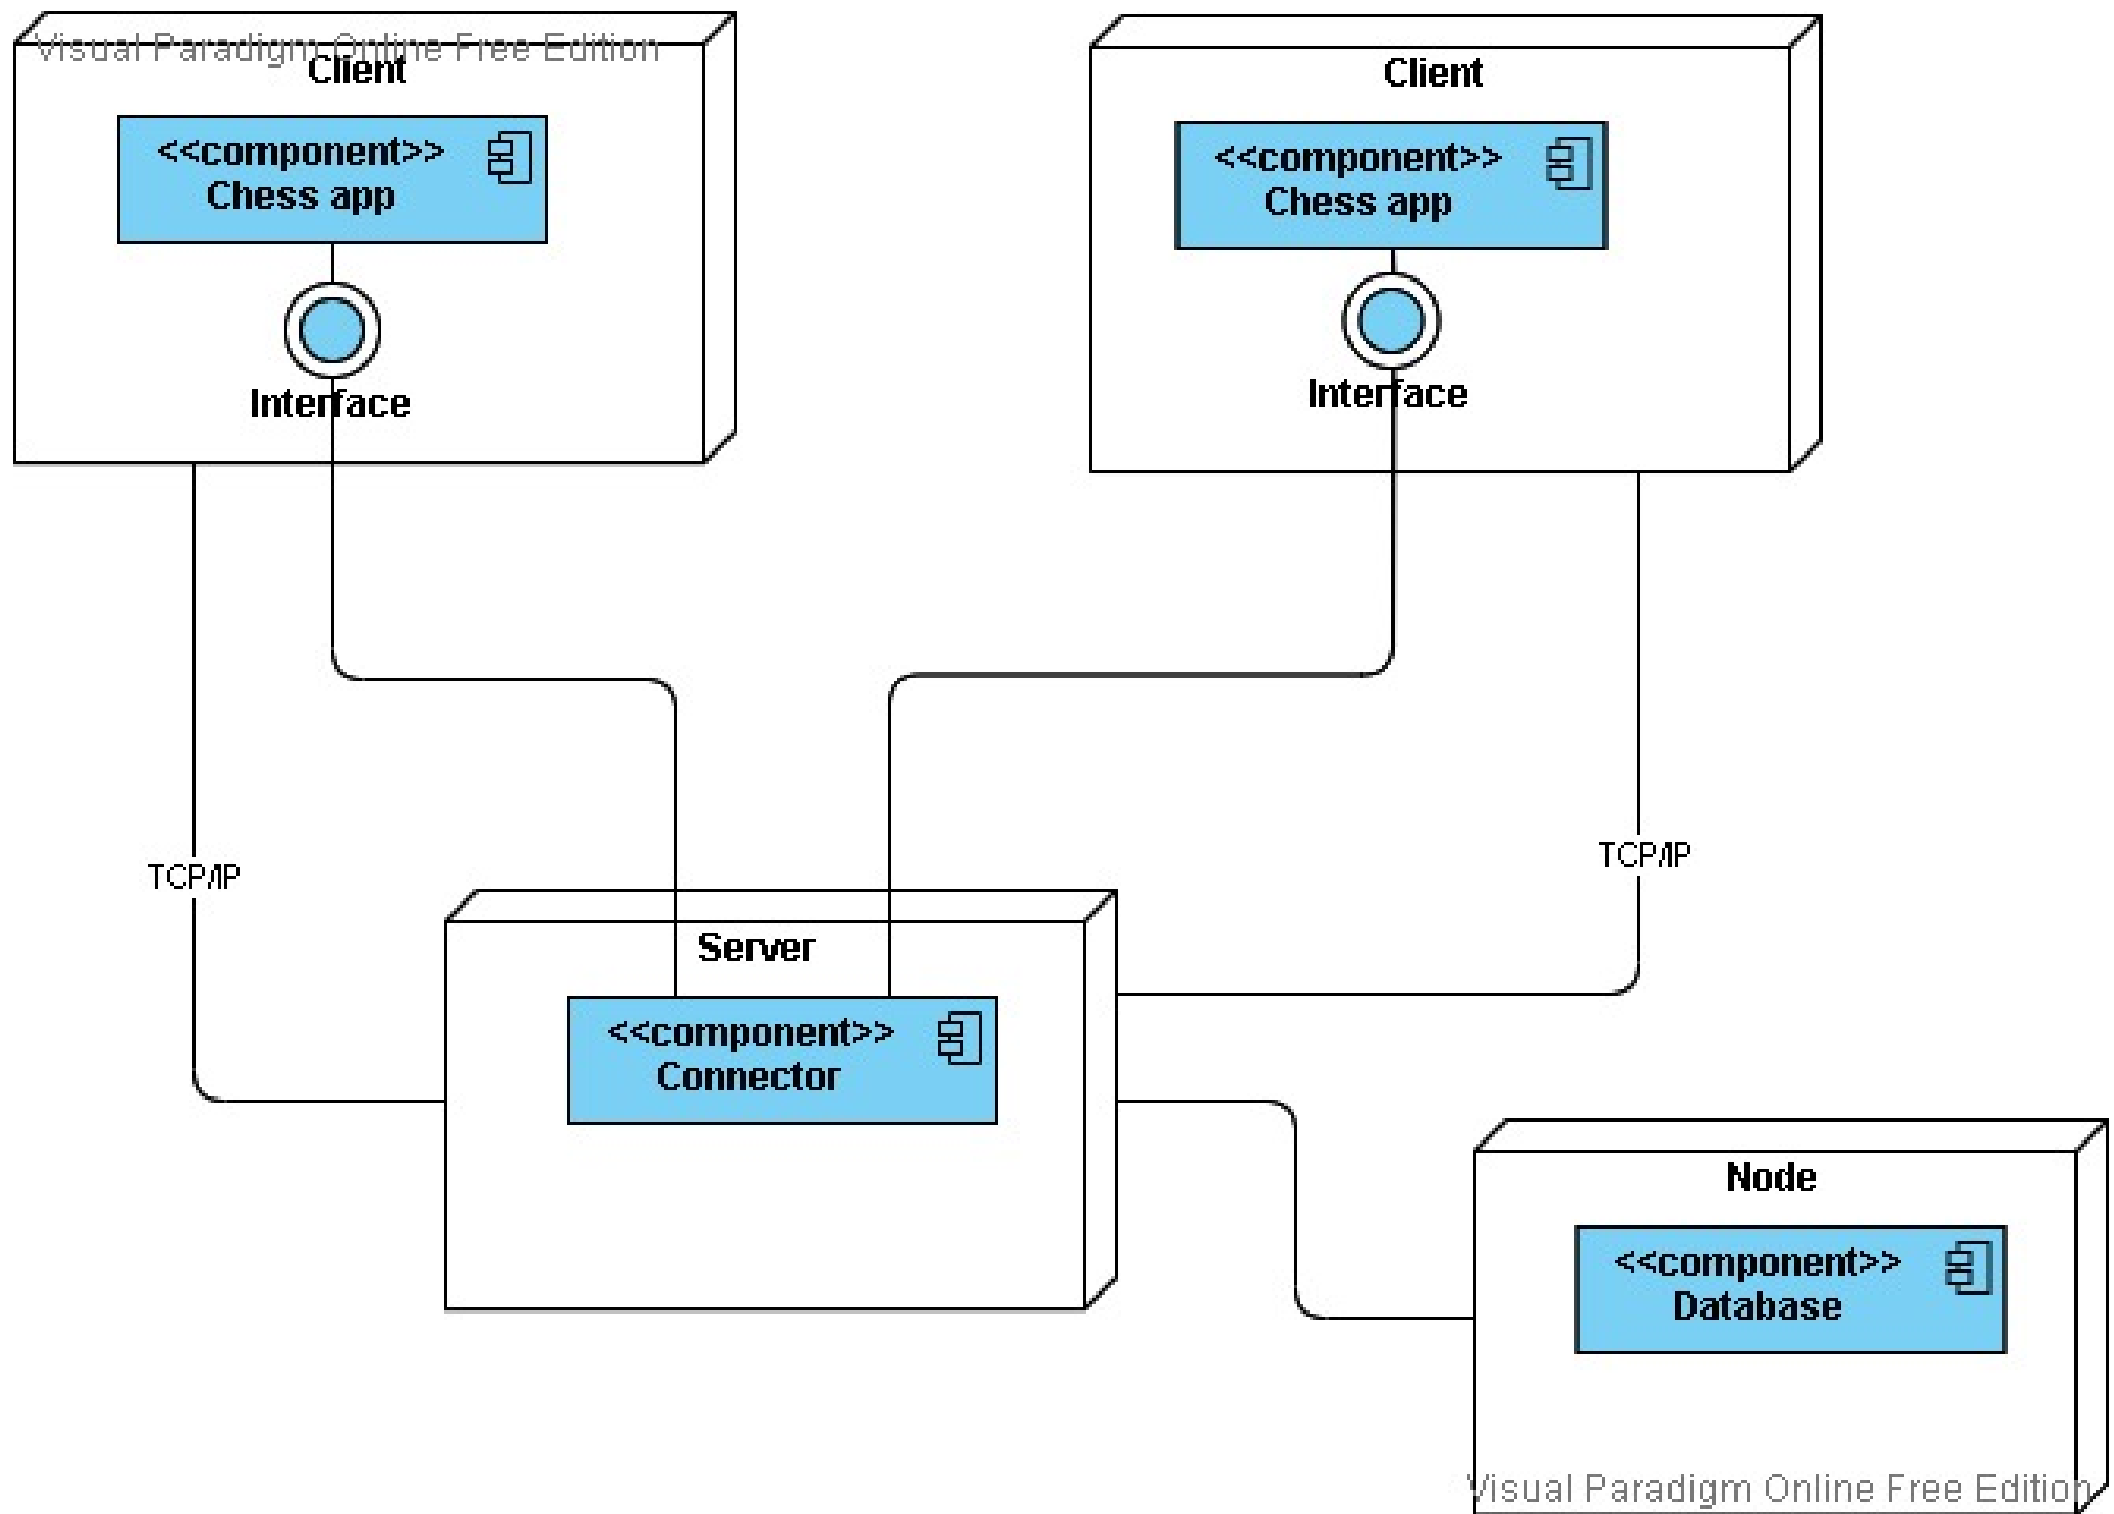 Visual Paradigm Online Free Edition
Client
<<component>>
Chess app
Interface
Client
<<component>>
Chess app
Interface
TCP/IP
TCP/IP
Server
<<component>>
Connector
Node
<<component>>
Database
Visual Paradigm Online Free Edition